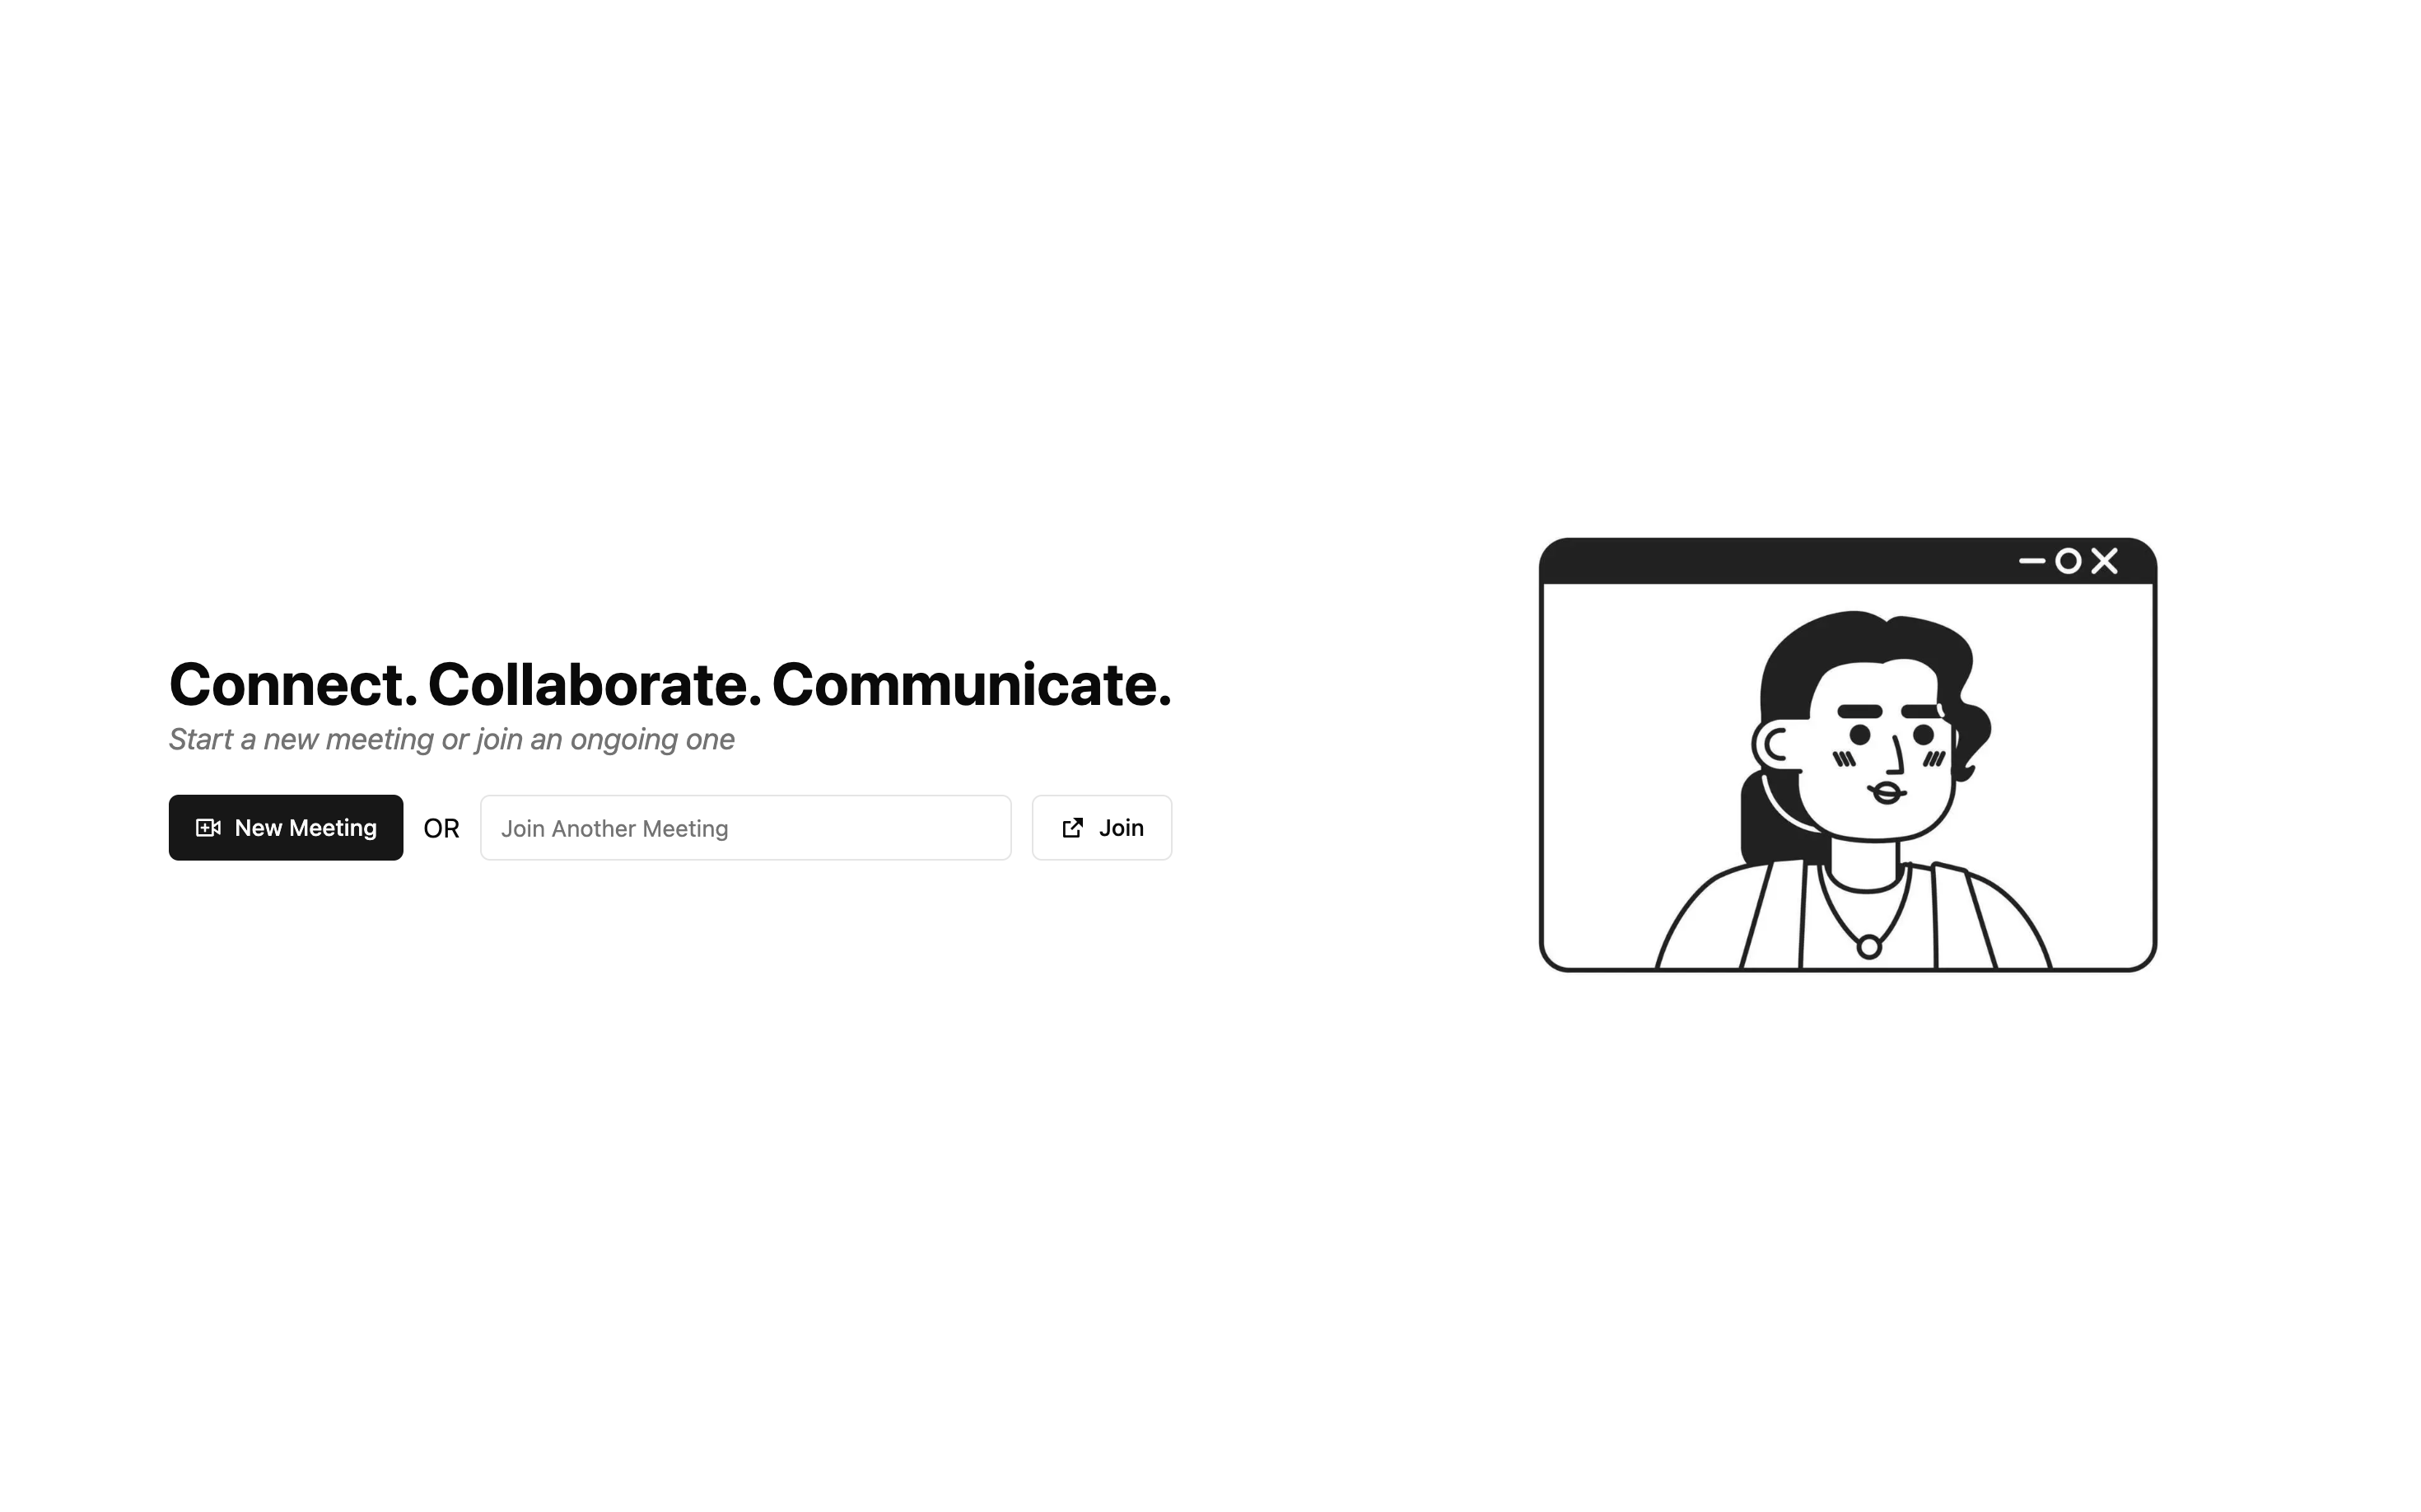 Connect. Collaborate. Communicate.
Start a new meeting or join an ongoing one
New Meeting OR Join Another Meeting Join